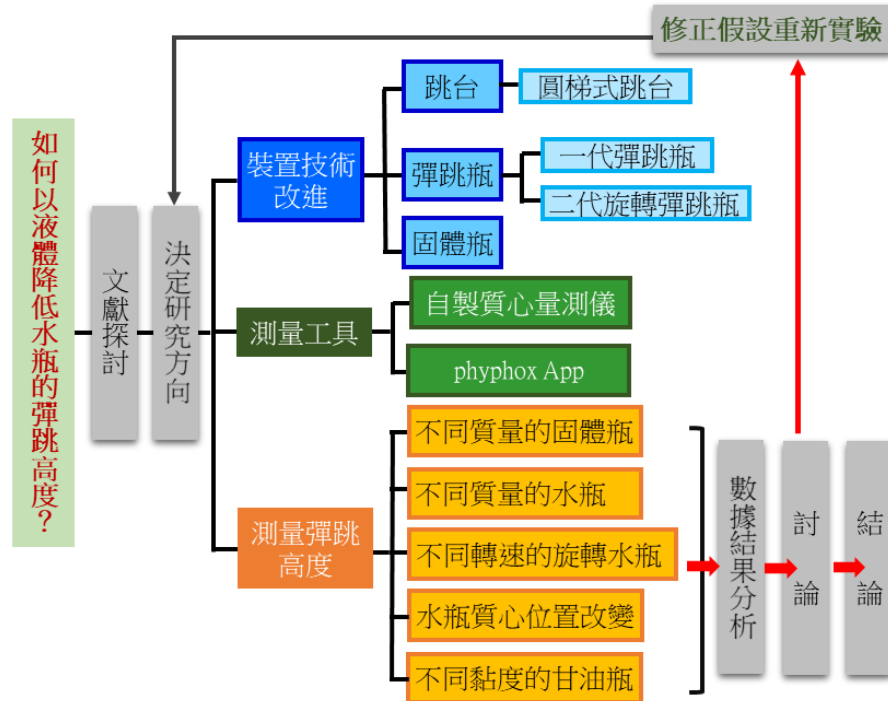 修正假設重新實驗
如何以液體降低水瓶的彈跳高度？
文獻探討
決定研究方向
裝置技術
改進
跳台
圓梯式跳台
彈跳瓶
一代彈跳瓶
二代旋轉彈跳瓶
固體瓶
測量工具
自製質心量測儀
phyphox App
測量彈跳
高度
不同質量的固體瓶
不同質量的水瓶
不同轉速的旋轉水瓶
水瓶質心位置改變
不同黏度的甘油瓶
數據結果分析
討論
結論